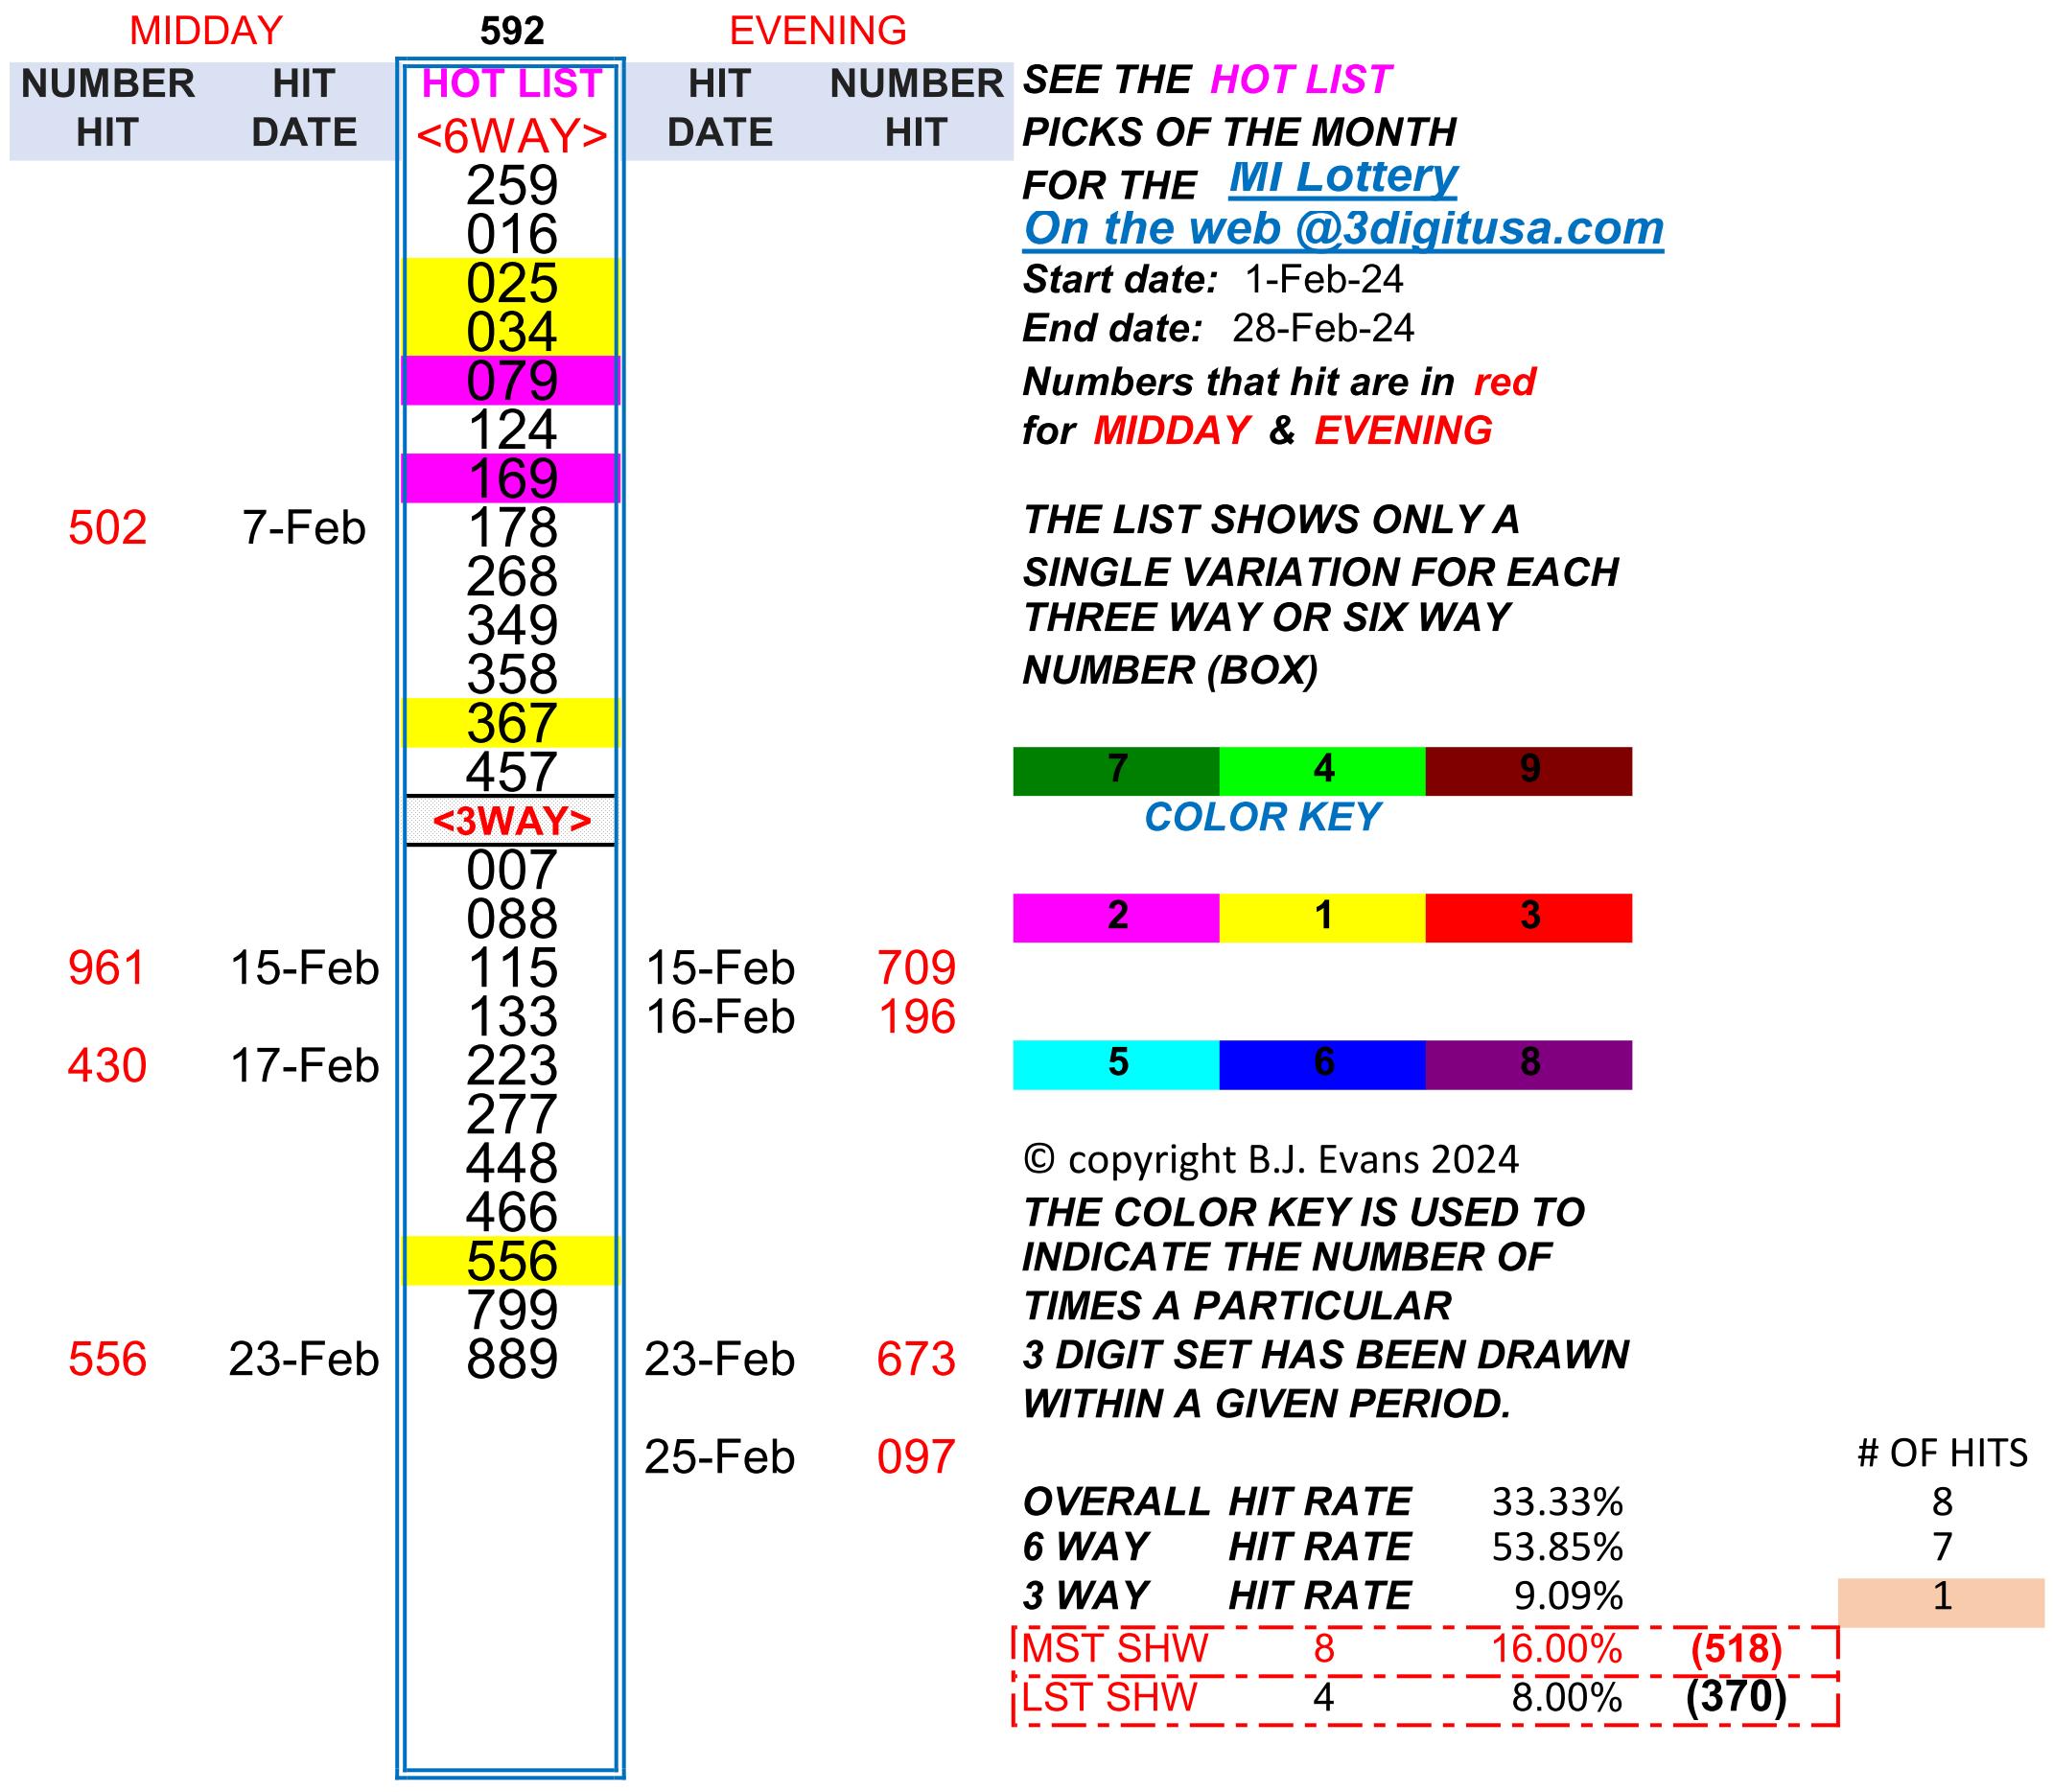 MIDDAY 592 EVENING
NUMBER HIT HOT LIST HIT NUMBER SEE THE HOT LIST
HIT DATE <6WAY> DATE HIT PICKS OF THE MONTH
259 FOR THE MI Lottery
016 On the web @3digitusa.com
025 Start date: 1-Feb-24
034 End date: 28-Feb-24
079 Numbers that hit are in red
124 for MIDDAY & EVENING
169
502 7-Feb 178 THE LIST SHOWS ONLY A
268 SINGLE VARIATION FOR EACH
349 THREE WAY OR SIX WAY
358 NUMBER (BOX)
367
457 7 4 9
<3WAY> COLOR KEY
007
088 2 1 3
961 15-Feb 115 15-Feb 709
133 16-Feb 196
430 17-Feb 223 5 6 8
277
448 © copyright B.J. Evans 2024
466 THE COLOR KEY IS USED TO
556 INDICATE THE NUMBER OF
799 TIMES A PARTICULAR
556 23-Feb 889 23-Feb 673 3 DIGIT SET HAS BEEN DRAWN
WITHIN A GIVEN PERIOD.
25-Feb 097 # OF HITS
OVERALL HIT RATE 33.33% 8
6 WAY HIT RATE 53.85% 7
3 WAY HIT RATE 9.09% 1
MST SHW 8 16.00% (518)
LST SHW 4 8.00% (370)